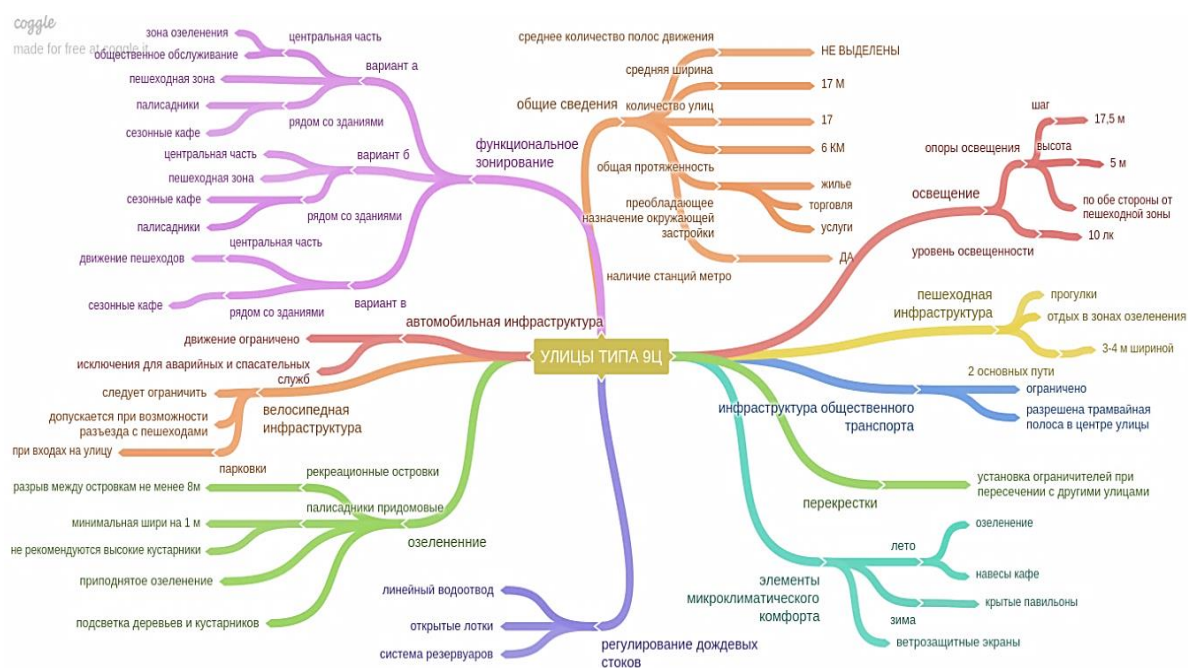 coggle
made for free at coggle.it
зона озеленения
общественное обслуживание
центральная часть
пешеходная зона
вариант а
палисадники
сезонные кафе
рядом со зданиями
центральная часть
пешеходная зона
вариант б
сезонные кафе
палисадники
рядом со зданиями
центральная часть
движение пешеходов
сезонные кафе
рядом со зданиями
вариант в
функциональное
зонирование
среднее количество полос движения
НЕ ВЫДЕЛЕНЫ
средняя ширина
17 М
общие сведения
количество улиц
17
6 КМ
общая протяженность
жилье
торговля
услуги
преобладающее
назначение окружающей
застройки
ДА
наличие станций метро
шаг
17,5 м
опоры освещения
высота
5 м
по обе стороны от
пешеходной зоны
освещение
10 лк
уровень освещенности
пешеходная
инфраструктура
прогулки
отдых в зонах озеленения
3-4 м шириной
2 основных пути
автомобильная инфраструктура
движение ограничено
исключения для аварийных и спасательных
служб
УЛИЦЫ ТИПА 9Ц
следует ограничить
допускается при возможности
разъезда с пешеходами
при входах на улицу
парковки
велосипедная
инфраструктура
ограничено
разрешена трамвайная
полоса в центре улицы
инфраструктура общественного
транспорта
рекреационные островки
разрыв между островкам не менее 8м
палисадники придомовые
минимальная шири на 1 м
не рекомендуются высокие кустарники
озелененние
приподнятое озеленение
подсветка деревьев и кустарников
установка ограничителей при
пересечении с другими улицами
перекрестки
линейный водоотвод
открытые лотки
система резервуаров
регулирование дождевых
стоков
лето
озеленение
навесы кафе
элементы
микроклиматического
комфорта
крытые павильоны
зима
ветрозащитные экраны